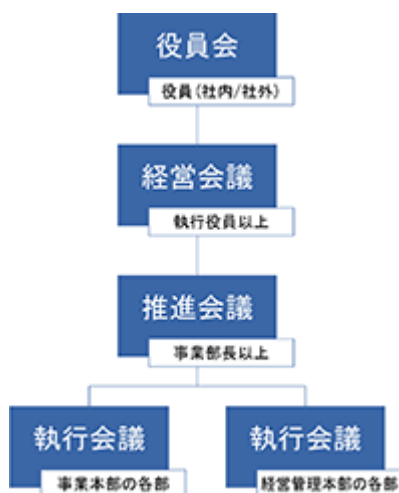 役員会
役員(社内/社外)
経営会議
執行役員以上
推進会議
事業部長以上
執行会議
事業本部の各部
執行会議
経営管理本部の各部